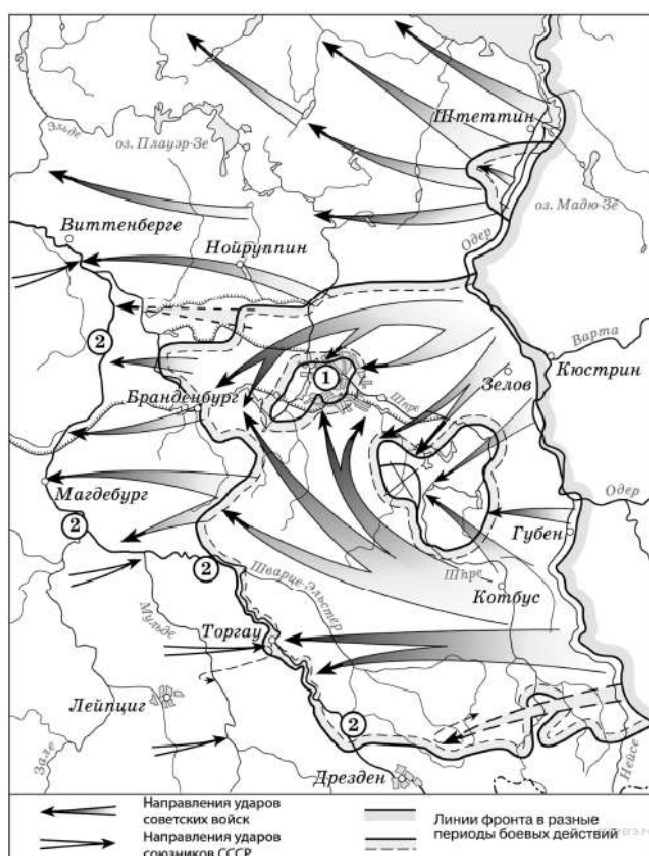 Штеттин
Эльде
оз. Плауэр-Зе
оз. Мадю-Зе
Виттенберге
Нойруппин
Одер
2
Варта
1
Кюстрин
Зелов
Бранденбург
Шпре
Магдебург
Одер
2
Губен
2
Шварце-Эльстер
Шпре
Котбус
Мульде
Торгау
Лейпциг
2
Зале
Дрезден
Нейсе
Направления ударов
советских войск
Направления ударов
союзников СССР
Линии фронта в разные
периоды боевых действий